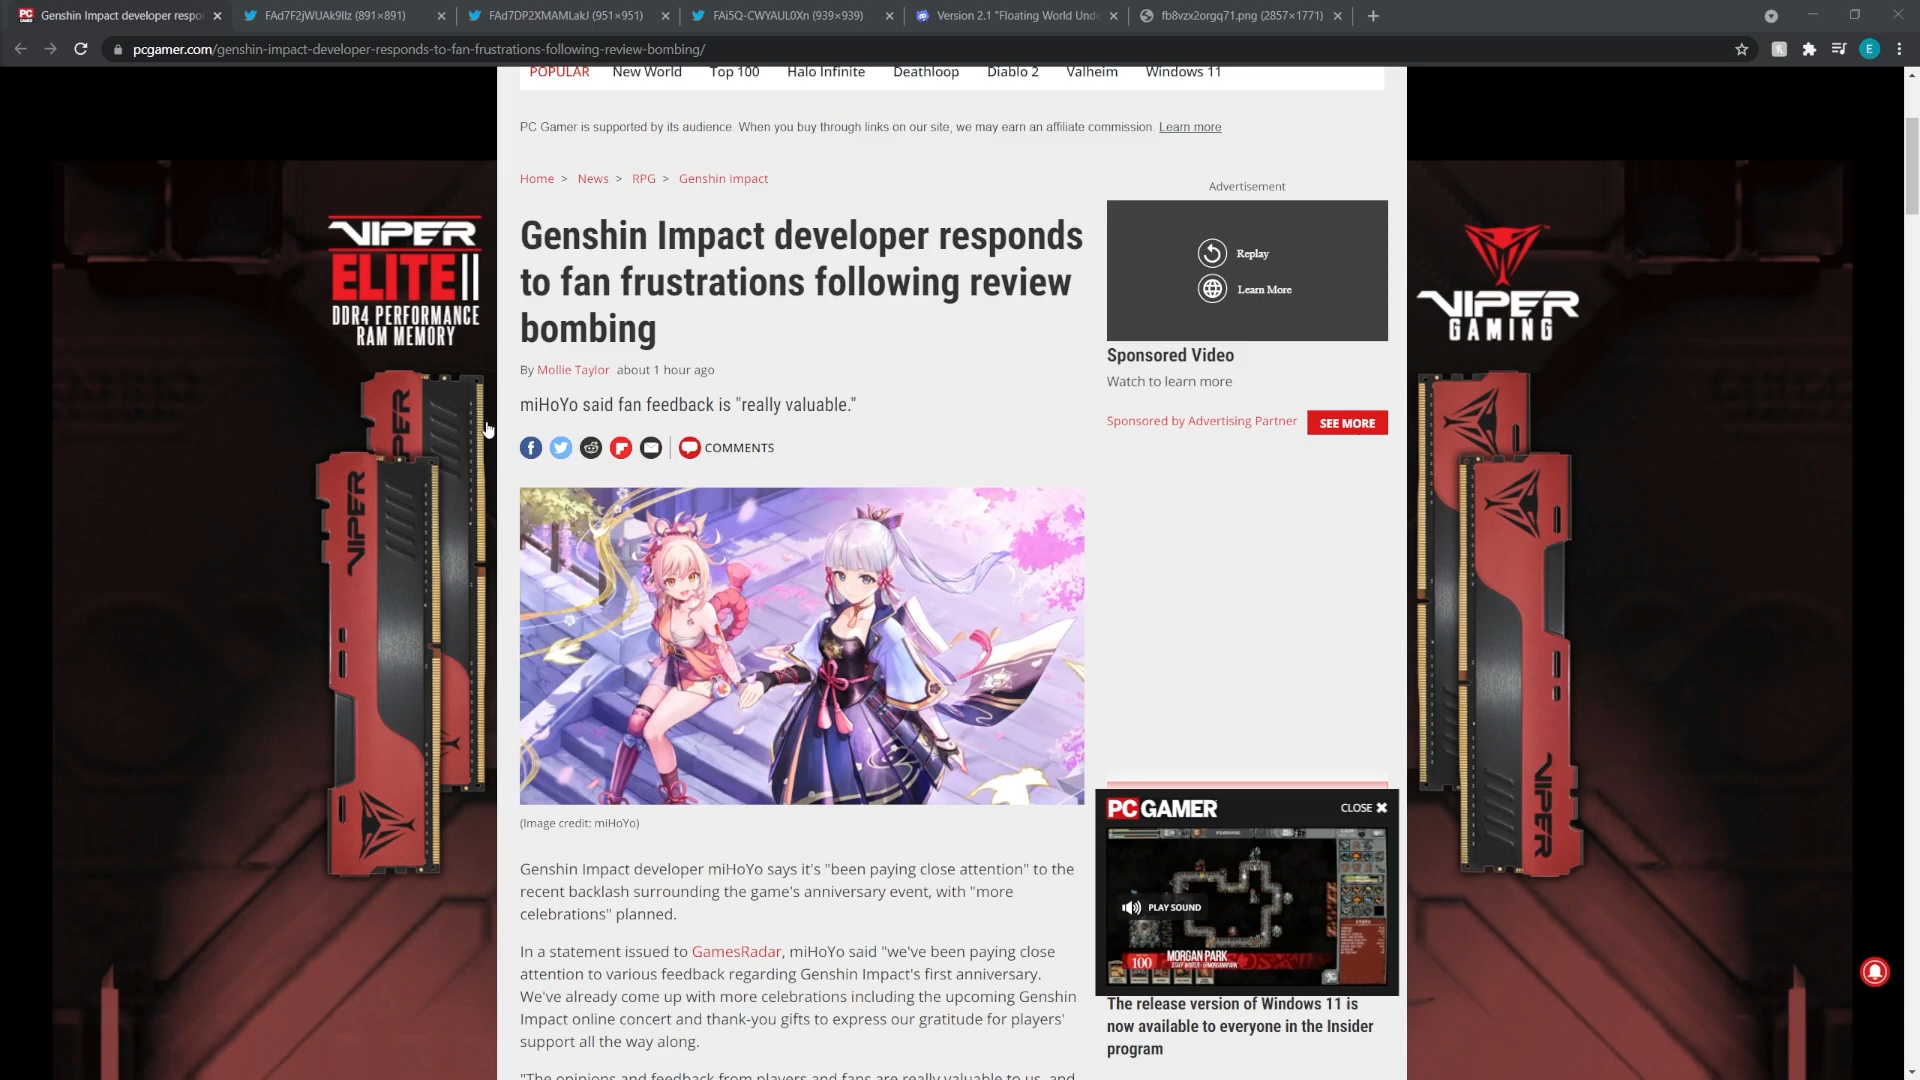 Genshin Impact developer respo
FAd7F2jWUAk9Ilz (891×891)
FAd7DP2XMAMLakJ (951×951)
FAi5Q-CWYAUL0Xn (939×939)
Version 2.1 "Floating World Unde
fb8vzx2orgq71.png (2857×1771)
pcgamer.com/genshin-impact-developer-responds-to-fan-frustrations-following-review-bombing/
E
POPULAR New World Top 100 Halo Infinite Deathloop Diablo 2 Valheim Windows 11
PC Gamer is supported by its audience. When you buy through links on our site, we may earn an affiliate commission. Learn more
Home > News > RPG > Genshin Impact
Genshin Impact developer responds
to fan frustrations following review
bombing
By Mollie Taylor about 1 hour ago
miHoYo said fan feedback is "really valuable."
COMMENTS
(Image credit: miHoYo)
Genshin Impact developer miHoYo says it's "been paying close attention" to the
recent backlash surrounding the game's anniversary event, with "more
celebrations" planned.
In a statement issued to GamesRadar, miHoYo said "we've been paying close
attention to various feedback regarding Genshin Impact's first anniversary.
We've already come up with more celebrations including the upcoming Genshin
Impact online concert and thank-you gifts to express our gratitude for players'
support all the way along.
"The opinions and feedback from players and fans are really valuable to us, and
Advertisement
Replay
Learn More
Sponsored Video
Watch to learn more
Sponsored by Advertising Partner
SEE MORE
PC GAMER
CLOSE
PLAY SOUND
100
MORGAN PARK
The release version of Windows 11 is
now available to everyone in the Insider
program
VIPER
ELITE II
DDR4 PERFORMANCE
RAM MEMORY
VIPER
VIPER
VIPER
GAMING
VIPER